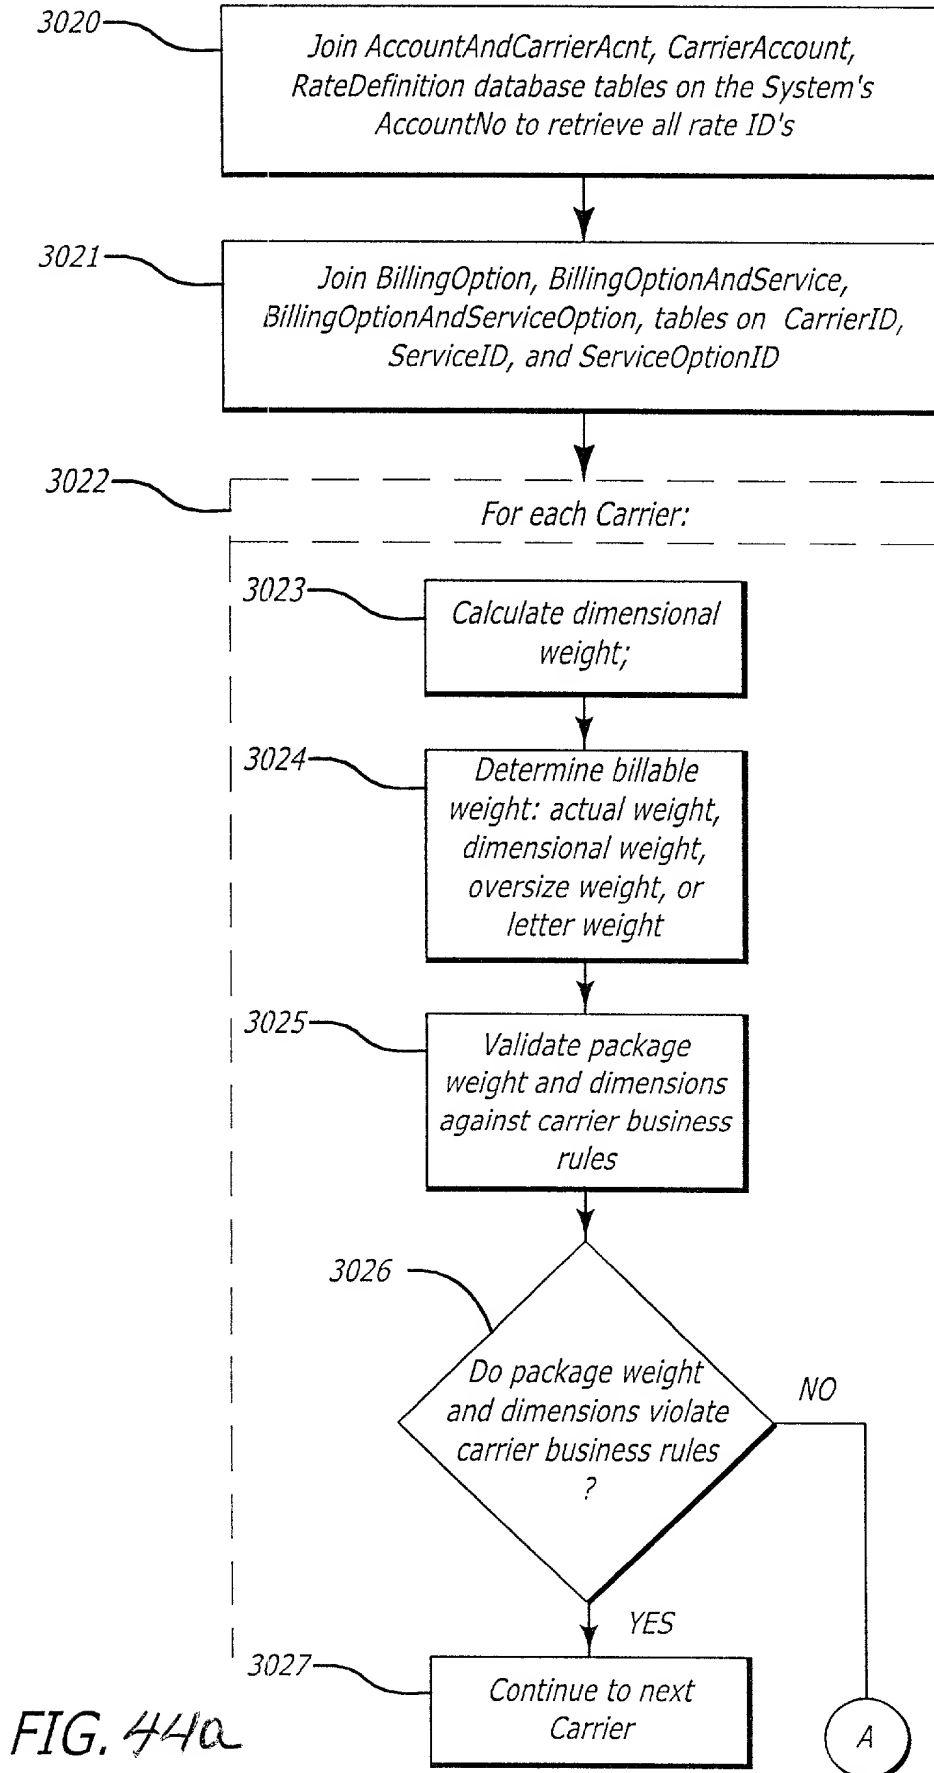 3020
Join AccountAndCarrierAcnt, CarrierAccount,
RateDefinition database tables on the System's
AccountNo to retrieve all rate ID's
3021
Join BillingOption, BillingOptionAndService,
BillingOptionAndServiceOption, tables on CarrierID,
ServiceID, and ServiceOptionID
3022
For each Carrier:
3023
Calculate dimensional
weight;
3024
Determine billable
weight: actual weight,
dimensional weight,
oversize weight, or
letter weight
3025
Validate package
weight and dimensions
against carrier business
rules
3026
Do package weight
and dimensions violate
carrier business rules
?
NO
YES
3027
Continue to next
Carrier
A
FIG. 44a